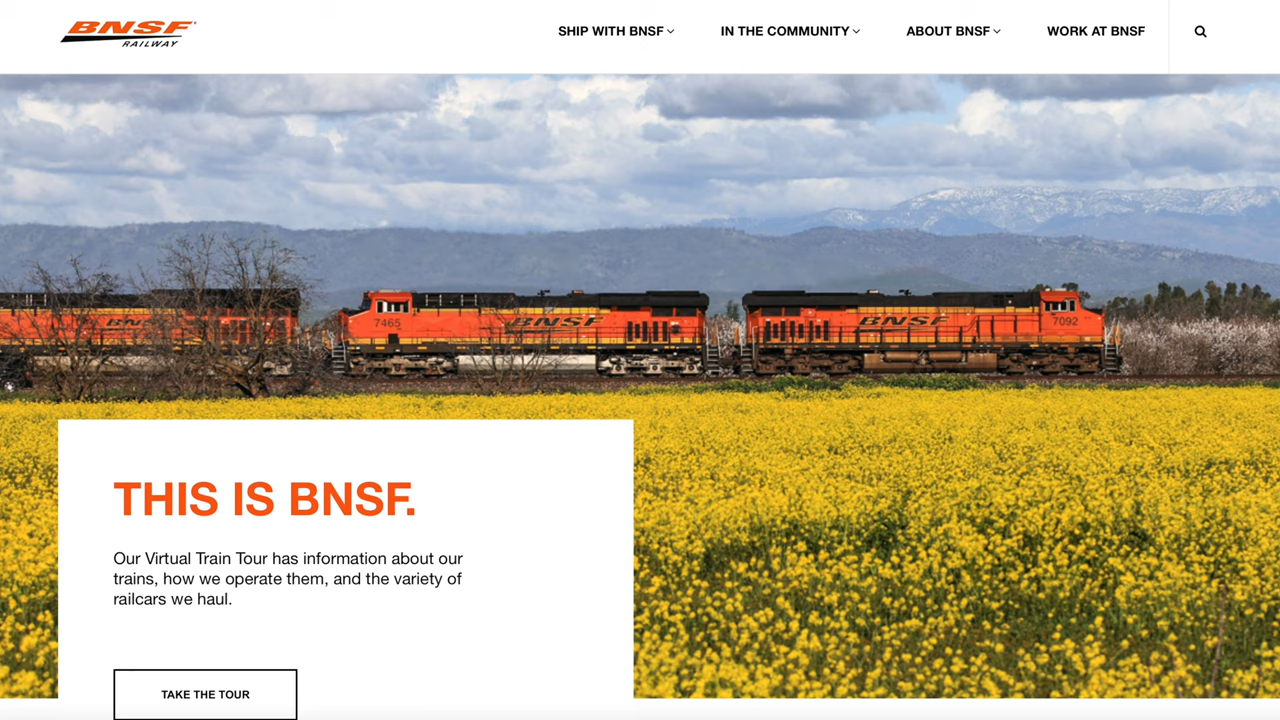 BNSF
RAILWAY
SHIP WITH BNSF
IN THE COMMUNITY
ABOUT BNSF
WORK AT BNSF
BNSF
7465
BNSF
BNSF
7092
THIS IS BNSF.
Our Virtual Train Tour has information about our
trains, how we operate them, and the variety of
railcars we haul.
TAKE THE TOUR